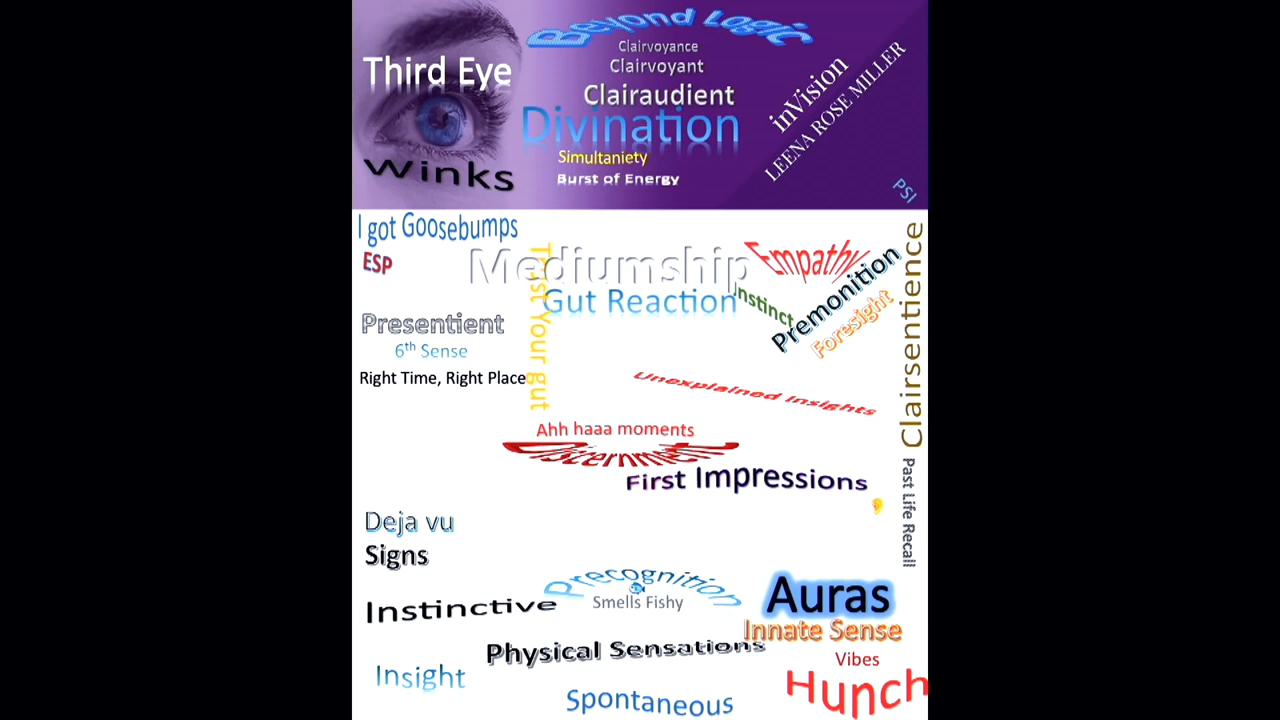 Beyond Logic
Clairvoyance
Clairvoyant
Third Eye
Clairaudient
Divination
Simultaniety
Winks
Burst of Energy
inVision
LEENA ROSE MILLER
PSI
I got Goosebumps
ESP
Mediumship
Trust Your gut
Gut Reaction
Empathy
Instinct
Premonition
Foresight
Clairsentience
Presentient
6th Sense
Right Time, Right Place
Unexplained Insights
Ahh haaa moments
Discernment
First Impressions
Past Life Recall
Deja vu
Signs
Precognition
Smells Fishy
Instinctive
Auras
Innate Sense
Physical Sensations
Vibes
Insight
Hunch
Spontaneous